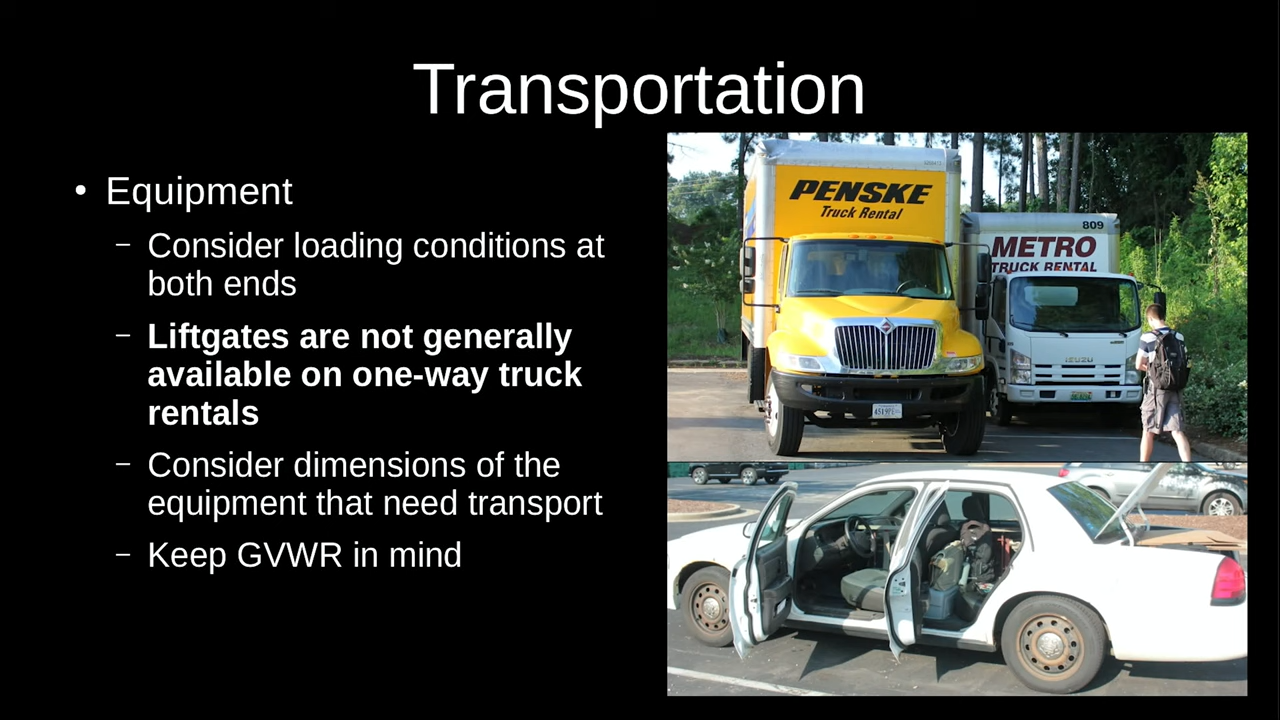 Transportation
• Equipment
– Consider loading conditions at
both ends
– Liftgates are not generally
available on one-way truck
rentals
– Consider dimensions of the
equipment that need transport
– Keep GVWR in mind
PENSKE
Truck Rental
809
METRO
TRUCK RENTAL
ISUZU